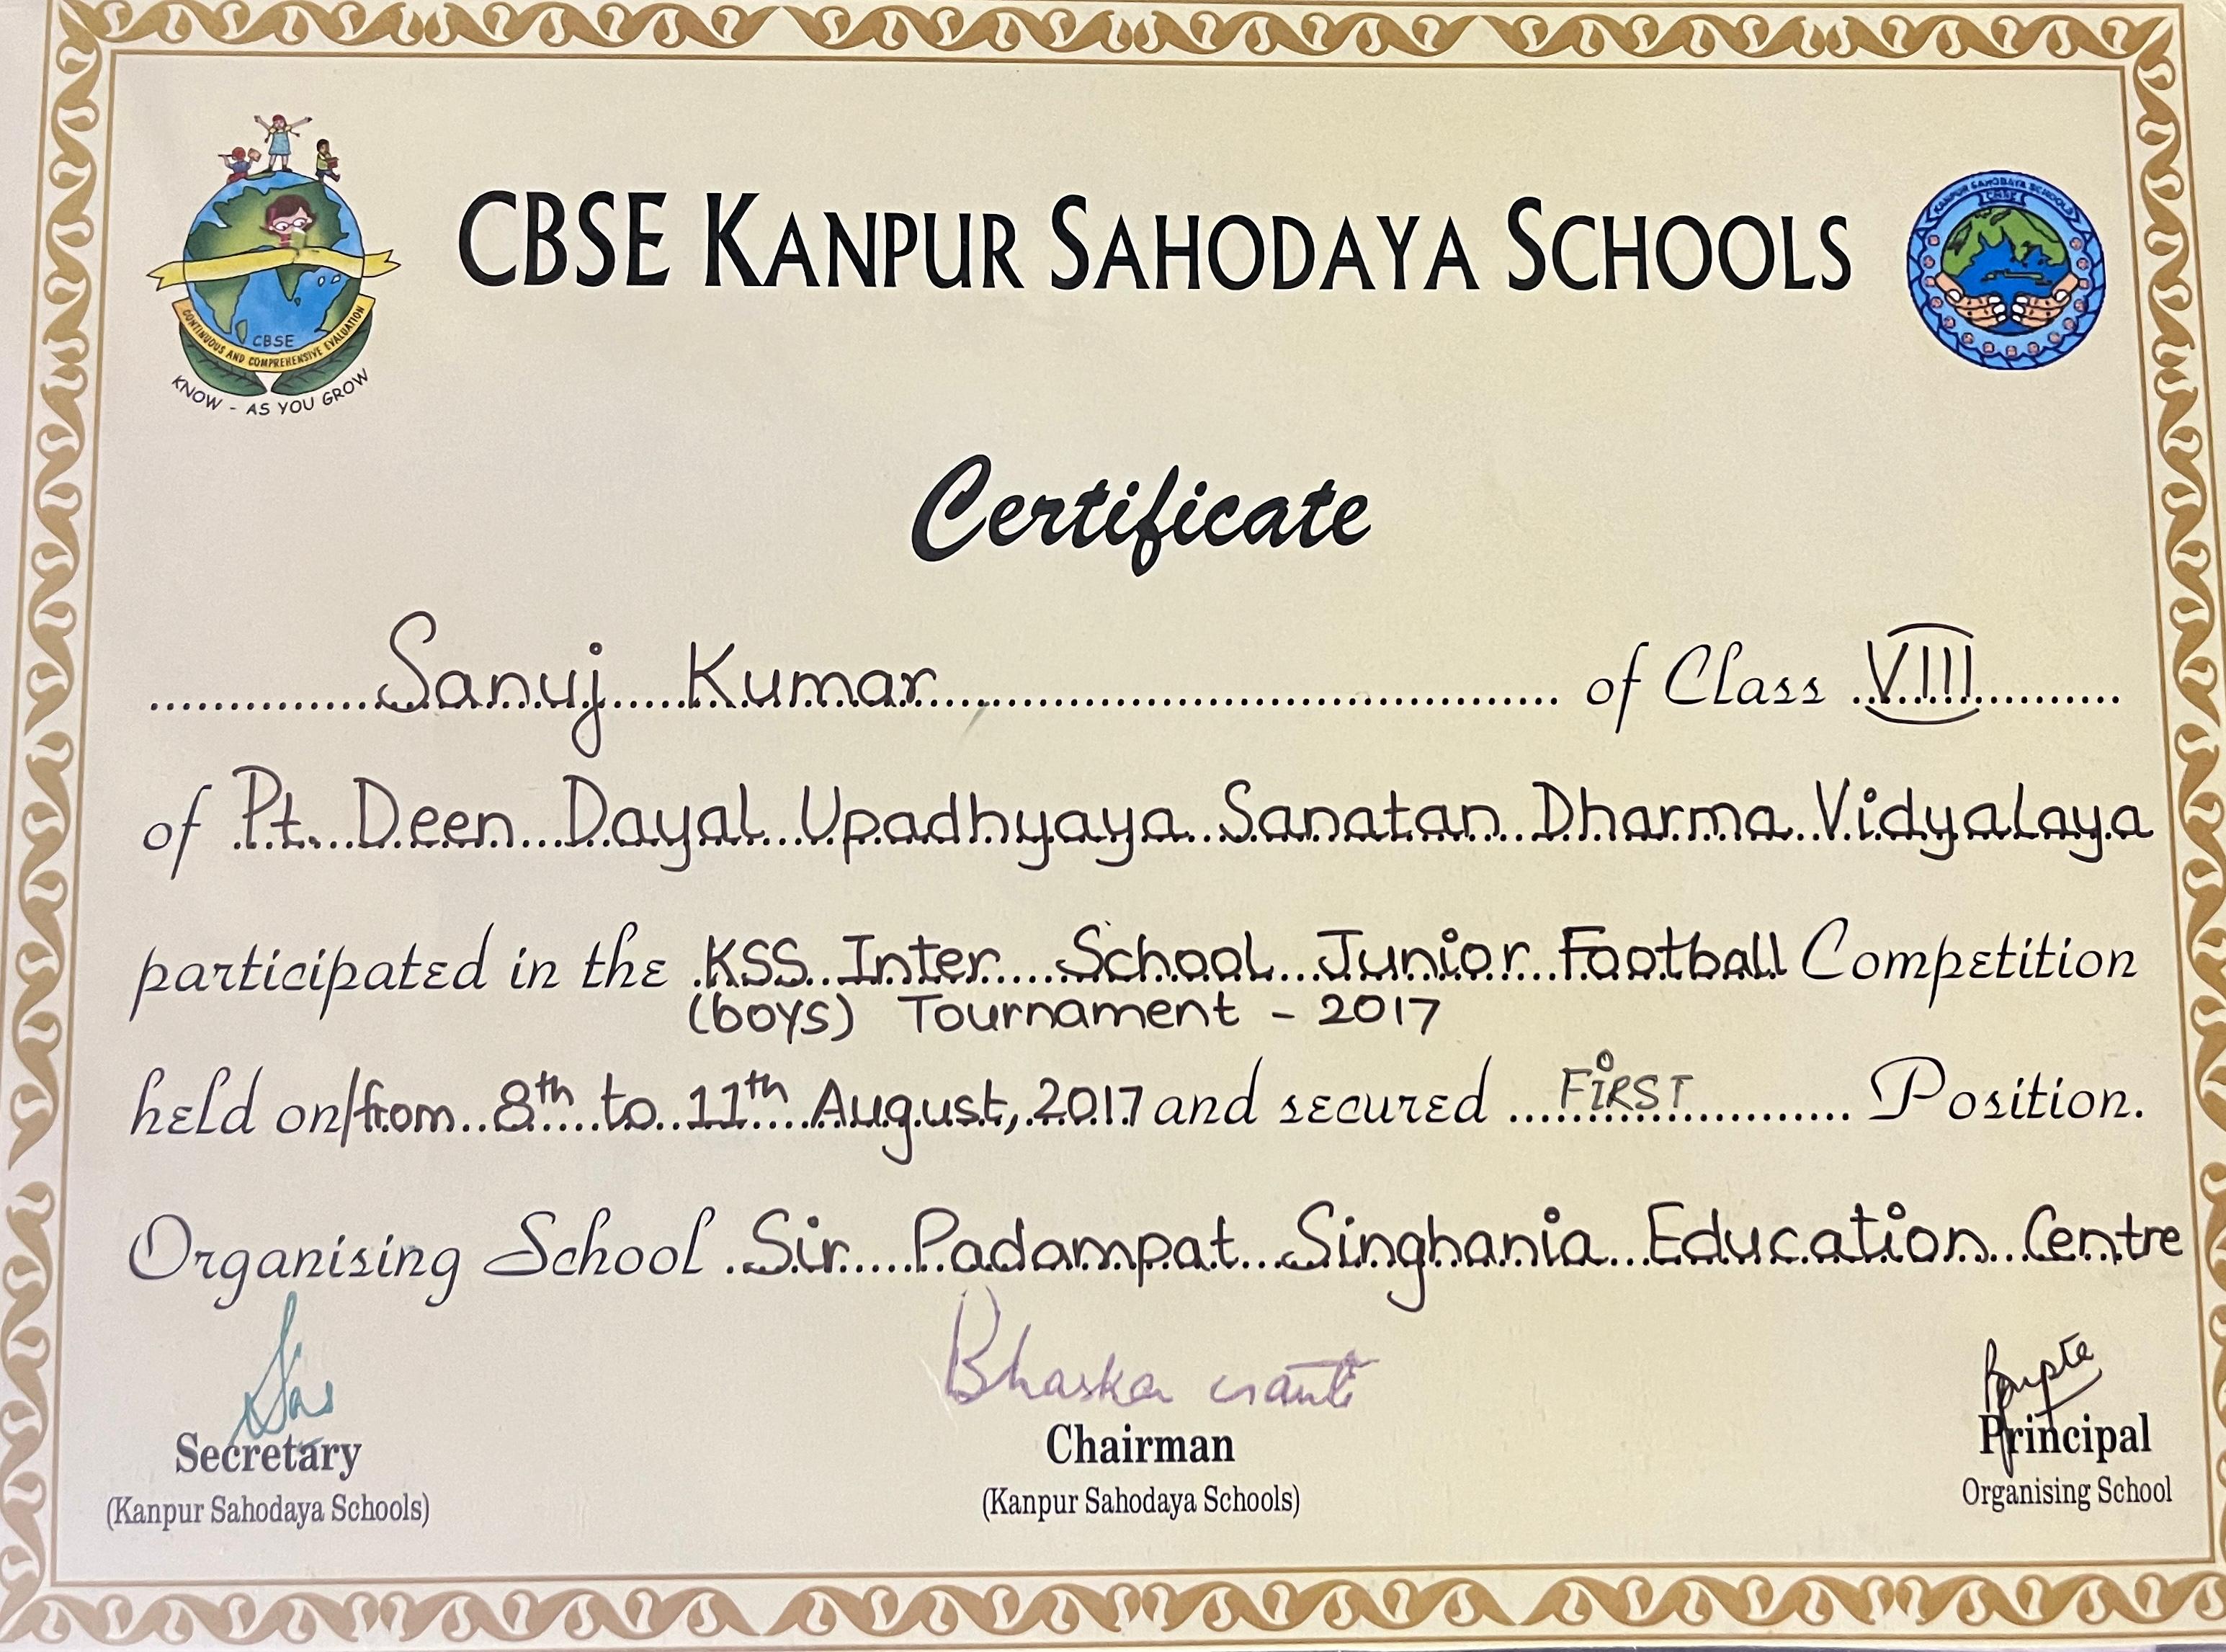 CBSE KANPUR SAHODAYA SCHOOLS
KANPUR SAHODAYA SCHOOLS
CBSE
CBSE
CONTINUOUS AND COMPREHENSIVE EVALUATION
KNOW - AS YOU GROW
Certificate
Sanuj Kumar of Class VIII
of Pt. Deen Dayal Upadhyaya Sanatan Dharma Vidyalaya
participated in the KSS Inter School Junior Football Competition
(boys) Tournament - 2017
held on/from 8th to 11th August, 2017 and secured FiRST Position.
Organising School Sir Padampat Singhania Education Centre
Bhaskar
Secretary Chairman Principal
(Kanpur Sahodaya Schools) (Kanpur Sahodaya Schools) Organising School